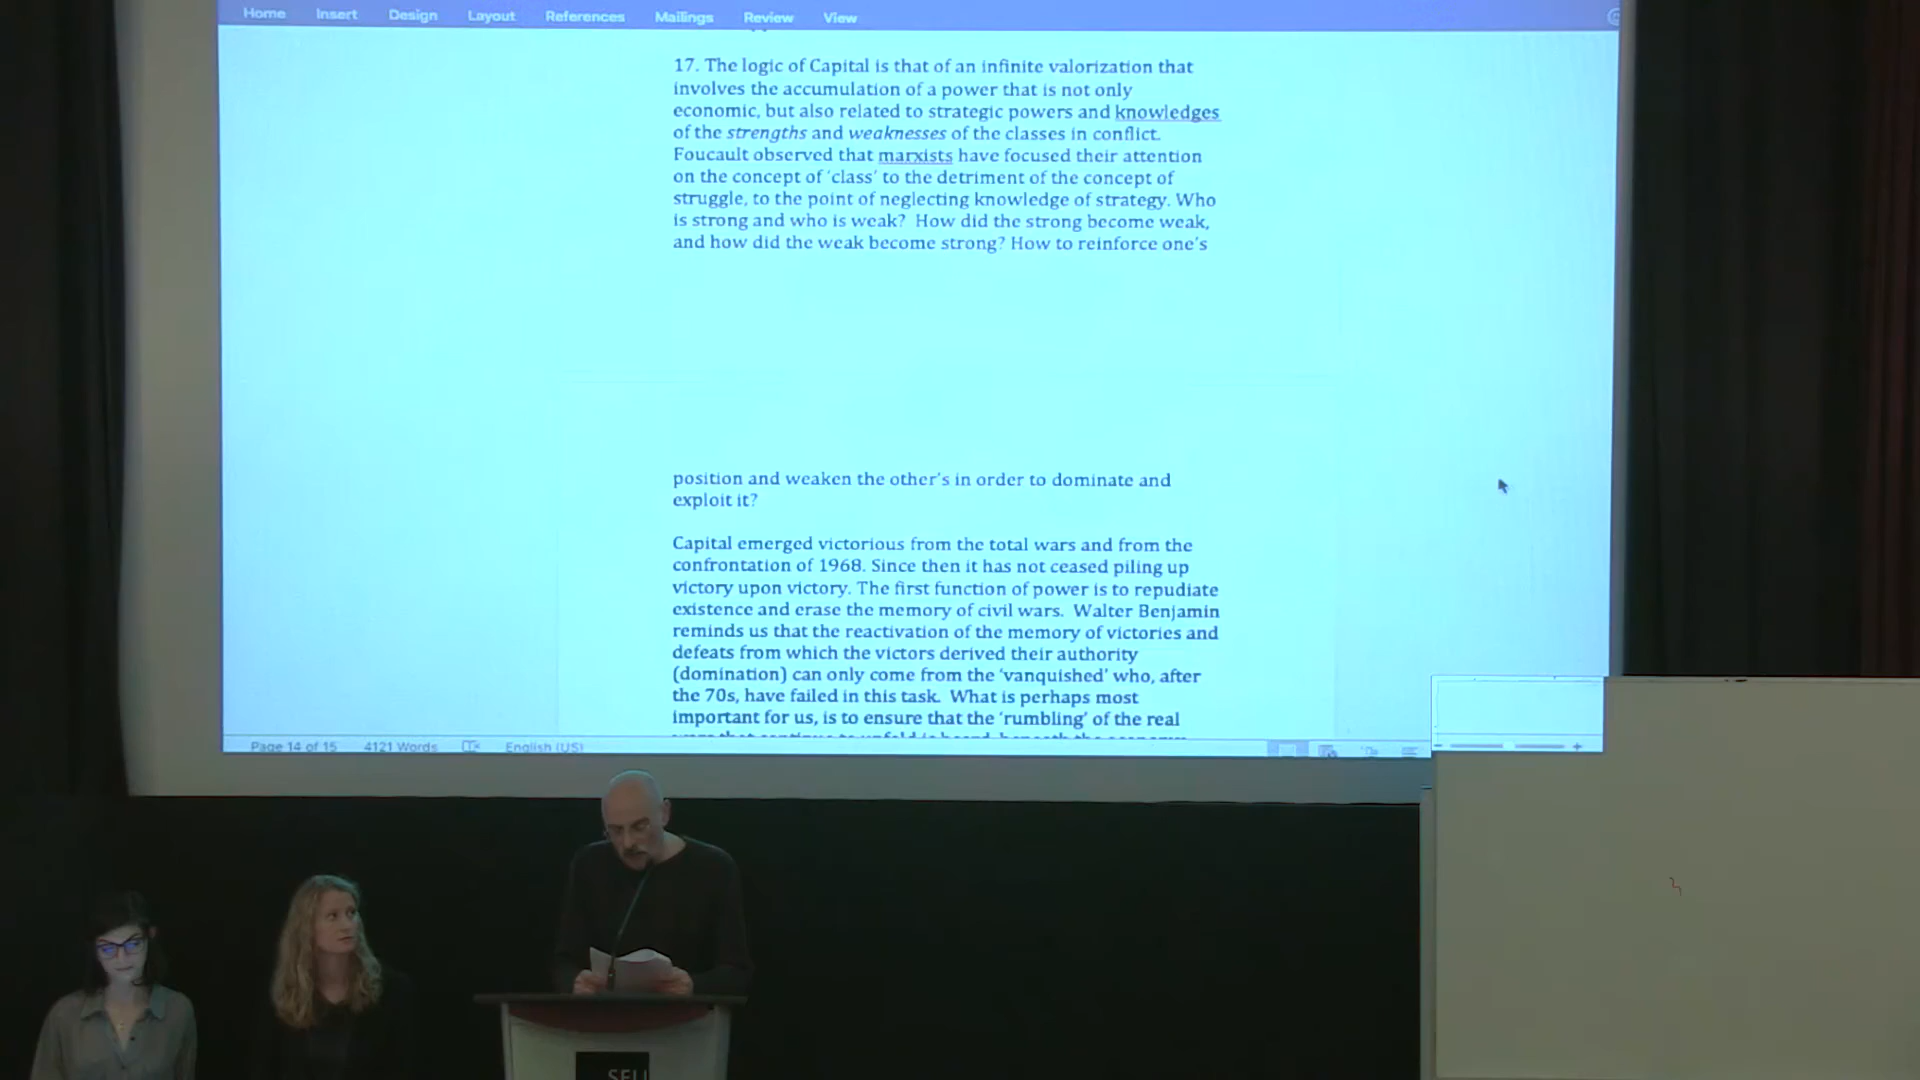 Home Insert Design Layout References Mailings Review View
17. The logic of Capital is that of an infinite valorization that
involves the accumulation of a power that is not only
economic, but also related to strategic powers and knowledges
of the strengths and weaknesses of the classes in conflict.
Foucault observed that marxists have focused their attention
on the concept of 'class' to the detriment of the concept of
struggle, to the point of neglecting knowledge of strategy. Who
is strong and who is weak? How did the strong become weak,
and how did the weak become strong? How to reinforce one's
position and weaken the other's in order to dominate and
exploit it?
Capital emerged victorious from the total wars and from the
confrontation of 1968. Since then it has not ceased piling up
victory upon victory. The first function of power is to repudiate
existence and erase the memory of civil wars. Walter Benjamin
reminds us that the reactivation of the memory of victories and
defeats from which the victors derived their authority
(domination) can only come from the 'vanquished' who, after
the 70s, have failed in this task. What is perhaps most
important for us, is to ensure that the 'rumbling' of the real
Page 14 of 15 4121 Words English (US)
SFU